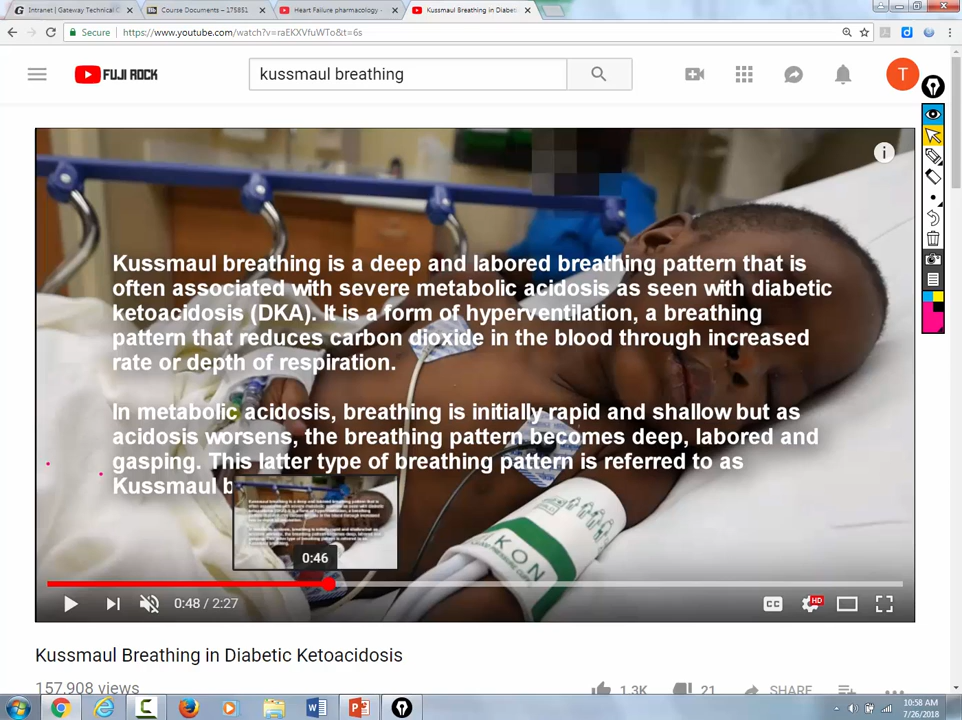 Intranet | Gateway Technical C
Course Documents – 175851
Heart Failure pharmacology -
Kussmaul Breathing in Diabet
Secure
https://www.youtube.com/watch?v=raEKXVfuWTo&t=6s
FUJI ROCK
kussmaul breathing
T
Kussmaul breathing is a deep and labored breathing pattern that is
often associated with severe metabolic acidosis as seen with diabetic
ketoacidosis (DKA). It is a form of hyperventilation, a breathing
pattern that reduces carbon dioxide in the blood through increased
rate or depth of respiration.
In metabolic acidosis, breathing is initially rapid and shallow but as
acidosis worsens, the breathing pattern becomes deep, labored and
gasping. This latter type of breathing pattern is referred to as
Kussmaul b
KON
0:46
0:48 / 2:27
CC
HD
Kussmaul Breathing in Diabetic Ketoacidosis
157,908 views
1.3K
21
SHARE
10:58 AM
7/26/2018